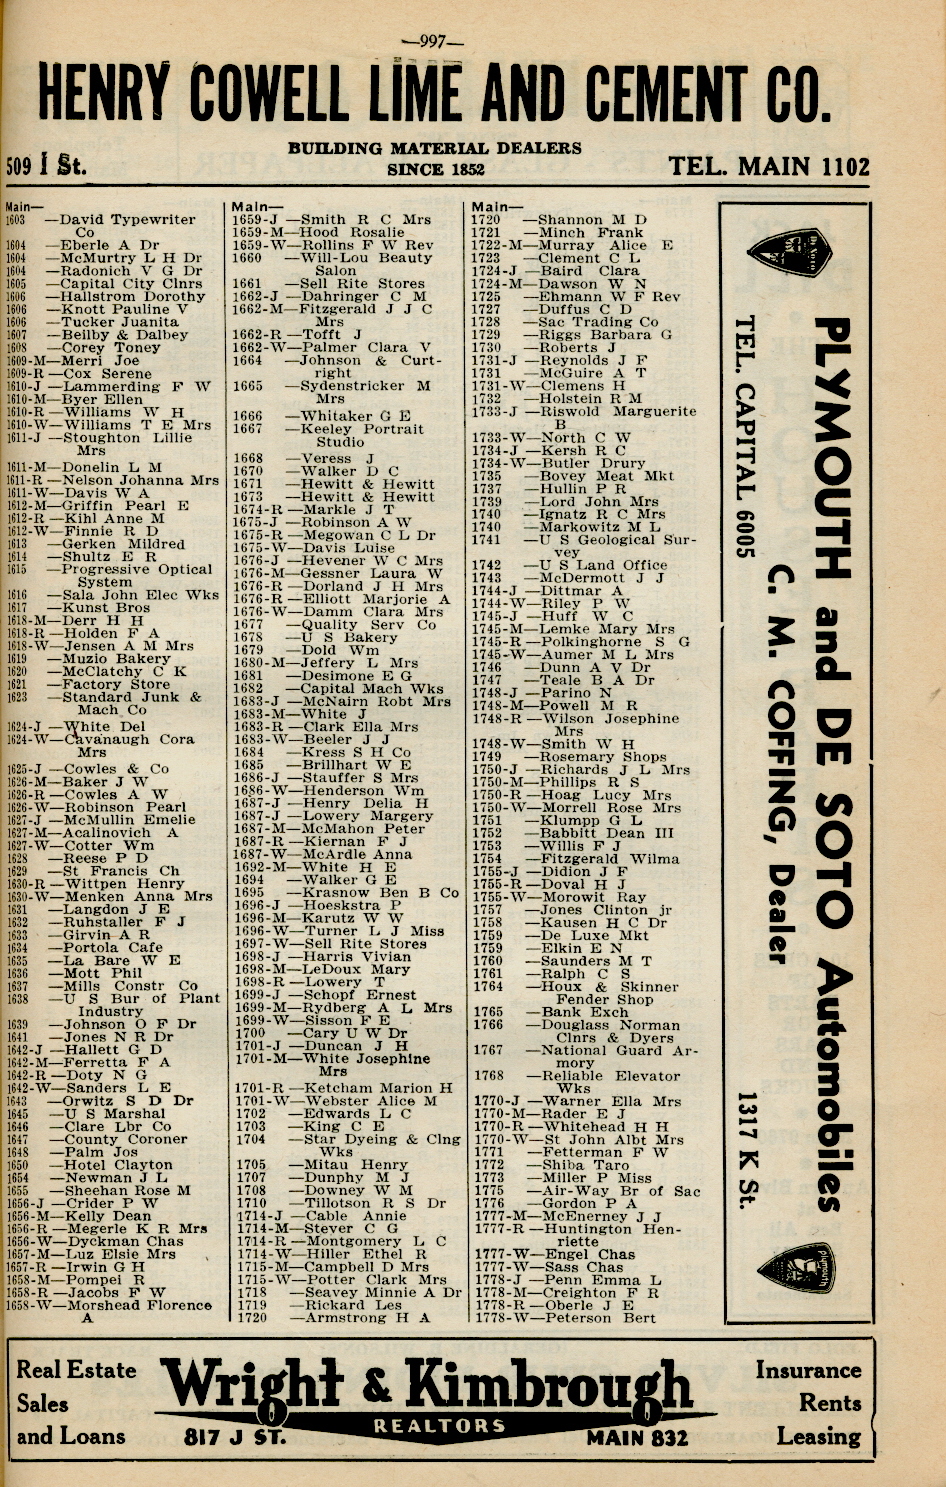 —997—
HENRY COWELL LIME AND CEMENT CO.
509 I St.
BUILDING MATERIAL DEALERS
SINCE 1852
TEL. MAIN 1102
Main—
1603 —David Typewriter
Co
1604 —Eberle A Dr
1604 —McMurtry L H Dr
1604 —Radonich V G Dr
1605 —Capital City Clnrs
1606 —Hallstrom Dorothy
1606 —Knott Pauline V
1606 —Tucker Juanita
1607 —Beilby & Dalbey
1608 —Corey Toney
1609-M—Merri Joe
1609-R —Cox Serene
1610-J —Lammerding F W
1610-M—Byer Ellen
1610-R —Williams W H
1610-W—Williams T E Mrs
1611-J —Stoughton Lillie
Mrs
1611-M—Donelin L M
1611-R —Nelson Johanna Mrs
1611-W—Davis W A
1612-M—Griffin Pearl E
1612-R —Kihl Anne M
1612-W—Finnie R D
1613 —Gerken Mildred
1614 —Shultz E R
1615 —Progressive Optical
System
1616 —Sala John Elec Wks
1617 —Kunst Bros
1618-M—Derr H H
1618-R —Holden F A
1618-W—Jensen A M Mrs
1619 —Muzio Bakery
1620 —McClatchy C K
1621 —Factory Store
1623 —Standard Junk &
Mach Co
1624-J —White Del
1624-W—Cavanaugh Cora
Mrs
1625-J —Cowles & Co
1626-M—Baker J W
1626-R —Cowles A W
1626-W—Robinson Pearl
1627-J —McMullin Emelie
1627-M—Acalinovich A
1627-W—Cotter Wm
1628 —Reese P D
1629 —St Francis Ch
1630-R —Wittpen Henry
1630-W—Menken Anna Mrs
1631 —Langdon J E
1632 —Ruhstaller F J
1633 —Girvin A R
1634 —Portola Cafe
1635 —La Bare W E
1636 —Mott Phil
1637 —Mills Constr Co
1638 —U S Bur of Plant
Industry
1639 —Johnson O F Dr
1641 —Jones N R Dr
1642-J —Hallett G D
1642-M—Ferretta F A
1642-R —Doty N G
1642-W—Sanders L E
1643 —Orwitz S D Dr
1645 —U S Marshal
1646 —Clare Lbr Co
1647 —County Coroner
1648 —Palm Jos
1650 —Hotel Clayton
1654 —Newman J L
1655 —Sheehan Rose M
1656-J —Crider P W
1656-M—Kelly Dean
1656-R —Megerle K R Mrs
1656-W—Dyckman Chas
1657-M—Luz Elsie Mrs
1657-R —Irwin G H
1658-M—Pompei R
1658-R —Jacobs F W
1658-W—Morshead Florence
A
Main—
1659-J —Smith R C Mrs
1659-M—Hood Rosalie
1659-W—Rollins F W Rev
1660 —Will-Lou Beauty
Salon
1661 —Sell Rite Stores
1662-J —Dahringer C M
1662-M—Fitzgerald J J C
Mrs
1662-R —Tofft J
1662-W—Palmer Clara V
1664 —Johnson & Curt-
right
1665 —Sydenstricker M
Mrs
1666 —Whitaker G E
1667 —Keeley Portrait
Studio
1668 —Veress J
1670 —Walker D C
1671 —Hewitt & Hewitt
1673 —Hewitt & Hewitt
1674-R —Markle J T
1675-J —Robinson A W
1675-R —Megowan C L Dr
1675-W—Davis Luise
1676-J —Hevener W C Mrs
1676-M—Gessner Laura W
1676-R —Dorland J H Mrs
1676-R —Elliott Marjorie A
1676-W—Damm Clara Mrs
1677 —Quality Serv Co
1678 —U S Bakery
1679 —Dold Wm
1680-M—Jeffery L Mrs
1681 —Desimone E G
1682 —Capital Mach Wks
1683-J —McNairn Robt Mrs
1683-M—White J
1683-R —Clark Ella Mrs
1683-W—Beeler J J
1684 —Kress S H Co
1685 —Brillhart W E
1686-J —Stauffer S Mrs
1686-W—Henderson Wm
1687-J —Henry Delia H
1687-J —Lowery Margery
1687-M—McMahon Peter
1687-R —Kiernan F J
1687-W—McArdle Anna
1692-M—White H E
1694 —Walker G E
1695 —Krasnow Ben B Co
1696-J —Hoeskstra P
1696-M—Karutz W W
1696-W—Turner L J Miss
1697-W—Sell Rite Stores
1698-J —Harris Vivian
1698-M—LeDoux Mary
1698-R —Lowery T
1699-J —Schopf Ernest
1699-M—Rydberg A L Mrs
1699-W—Sisson F E
1700 —Cary U W Dr
1701-J —Duncan J H
1701-M—White Josephine
Mrs
1701-R —Ketcham Marion H
1701-W—Webster Alice M
1702 —Edwards L C
1703 —King C E
1704 —Star Dyeing & Clng
Wks
1705 —Mitau Henry
1707 —Dunphy M J
1708 —Downey W M
1710 —Tillotson R S Dr
1714-J —Cable Annie
1714-M—Stever C G
1714-R —Montgomery L C
1714-W—Hiller Ethel R
1715-M—Campbell D Mrs
1715-W—Potter Clark Mrs
1718 —Seavey Minnie A Dr
1719 —Rickard Les
1720 —Armstrong H A
Main—
1720 —Shannon M D
1721 —Minch Frank
1722-M—Murray Alice E
1723 —Clement C L
1724-J —Baird Clara
1724-M—Dawson W N
1725 —Ehmann W F Rev
1727 —Duffus C D
1728 —Sac Trading Co
1729 —Riggs Barbara G
1730 —Roberts J
1731-J —Reynolds J F
1731 —McGuire A T
1731-W—Clemens H
1732 —Holstein R M
1733-J —Riswold Marguerite
B
1733-W—North C W
1734-J —Kersh R C
1734-W—Butler Drury
1735 —Bovey Meat Mkt
1737 —Hullin P R
1739 —Lord John Mrs
1740 —Ignatz R C Mrs
1740 —Markowitz M L
1741 —U S Geological Sur-
vey
1742 —U S Land Office
1743 —McDermott J J
1744-J —Dittmar A
1744-W—Riley P W
1745-J —Huff W C
1745-M—Lemke Mary Mrs
1745-R —Polkinghorne S G
1745-W—Aumer M L Mrs
1746 —Dunn A V Dr
1747 —Teale B A Dr
1748-J —Parino N
1748-M—Powell M R
1748-R —Wilson Josephine
Mrs
1748-W—Smith W H
1749 —Rosemary Shops
1750-J —Richards J L Mrs
1750-M—Phillips R S
1750-R —Hoag Lucy Mrs
1750-W—Morrell Rose Mrs
1751 —Klumpp G L
1752 —Babbitt Dean III
1753 —Willis F J
1754 —Fitzgerald Wilma
1755-J —Didion J F
1755-R —Doval H J
1755-W—Morowit Ray
1757 —Jones Clinton jr
1758 —Kausen H C Dr
1759 —De Luxe Mkt
1759 —Elkin E N
1760 —Saunders M T
1761 —Ralph C S
1764 —Houx & Skinner
Fender Shop
1765 —Bank Exch
1766 —Douglass Norman
Clnrs & Dyers
1767 —National Guard Ar-
mory
1768 —Reliable Elevator
Wks
1770-J —Warner Ella Mrs
1770-M—Rader E J
1770-R —Whitehead H H
1770-W—St John Albt Mrs
1771 —Fetterman F W
1772 —Shiba Taro
1773 —Miller P Miss
1775 —Air-Way Br of Sac
1776 —Gordon P A
1777-M—McEnerney J J
1777-R —Huntington Hen-
riette
1777-W—Engel Chas
1777-W—Sass Chas
1778-J —Penn Emma L
1778-M—Creighton F R
1778-R —Oberle J E
1778-W—Peterson Bert
PLYMOUTH and DE SOTO Automobiles
C. M. COFFING, Dealer
TEL. CAPITAL 6005
1317 K St.
De Soto
Plymouth
Real Estate
Sales
and Loans
Wright & Kimbrough
REALTORS
817 J ST.
MAIN 832
Insurance
Rents
Leasing